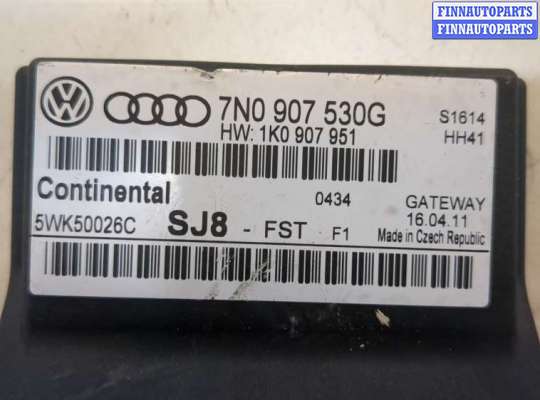 FINNAUTOPARTS
FINNAUTOPARTS
7N0 907 530G
S1614
HW: 1K0 907 951
HH41
Continental
0434
GATEWAY
5WK50026C
SJ8 - FST F1
16.04.11
Made in Czech Republic